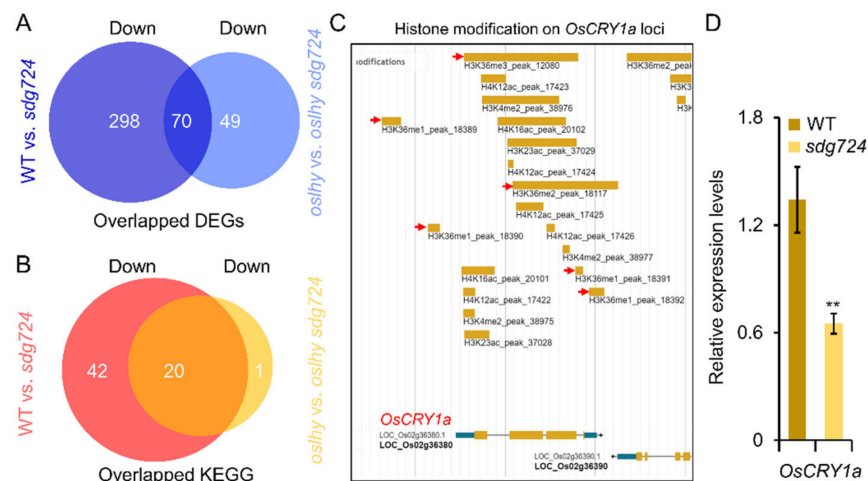 A
Down
Down
WT vs. sdg724
298
70
49
oslhy vs. oslhy sdg724
Overlapped DEGs
B
Down
Down
WT vs. sdg724
42
20
1
oslhy vs. oslhy sdg724
Overlapped KEGG
C
Histone modification on OsCRY1a loci
modifications
H3K36me3_peak_12080
H3K36me2_peak
H4K12ac_peak_17423
H3K3
H3K4me2_peak_38976
H3K
H3K36me1_peak_18389
H4K16ac_peak_20102
H3K23ac_peak_37029
H4K12ac_peak_17424
H3K36me2_peak_18117
H4K12ac_peak_17425
H3K36me1_peak_18390
H4K12ac_peak_17426
H3K4me2_peak_38977
H4K16ac_peak_20101
H3K36me1_peak_18391
H4K12ac_peak_17422
H3K36me1_peak_18392
H3K4me2_peak_38975
H3K23ac_peak_37028
OsCRY1a
LOC_Os02g36380.1
LOC_Os02g36380
LOC_Os02g36390.1
LOC_Os02g36390
D
WT
sdg724
Relative expression levels
1.8
1.2
0.6
0
**
OsCRY1a